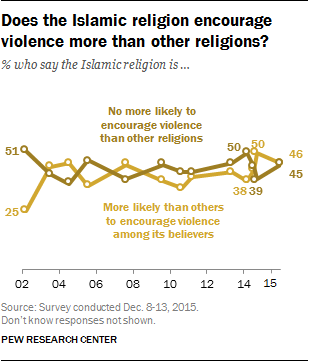 Does the Islamic religion encourage
violence more than other religions?
% who say the Islamic religion is ...
No more likely to
encourage violence
than other religions
51
50
50
46
45
38
39
25
More likely than others
to encourage violence
among its believers
02 04 06 08 10 12 14 15
Source: Survey conducted Dec. 8-13, 2015.
Don't know responses not shown.
PEW RESEARCH CENTER